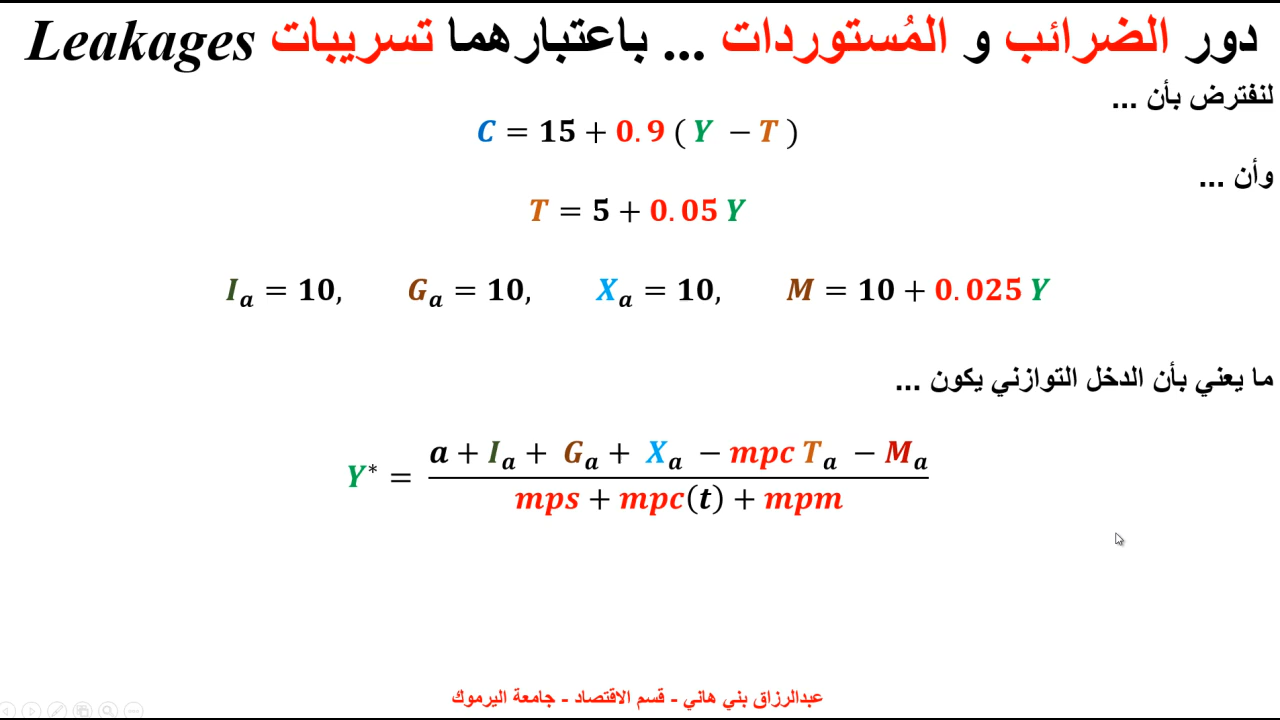 دور الضرائب و المُستوردات ... باعتبارهما تسريبات Leakages
لنفترض بأن ...
C = 15 + 0.9 ( Y − T )
وأن ...
T = 5 + 0.05 Y
Iₐ = 10, Gₐ = 10, Xₐ = 10, M = 10 + 0.025 Y
ما يعني بأن الدخل التوازني يكون ...
Y* = (a + Iₐ + Gₐ + Xₐ − mpc Tₐ − Mₐ) / (mps + mpc(t) + mpm)
عبدالرزاق بني هاني - قسم الاقتصاد - جامعة اليرموك